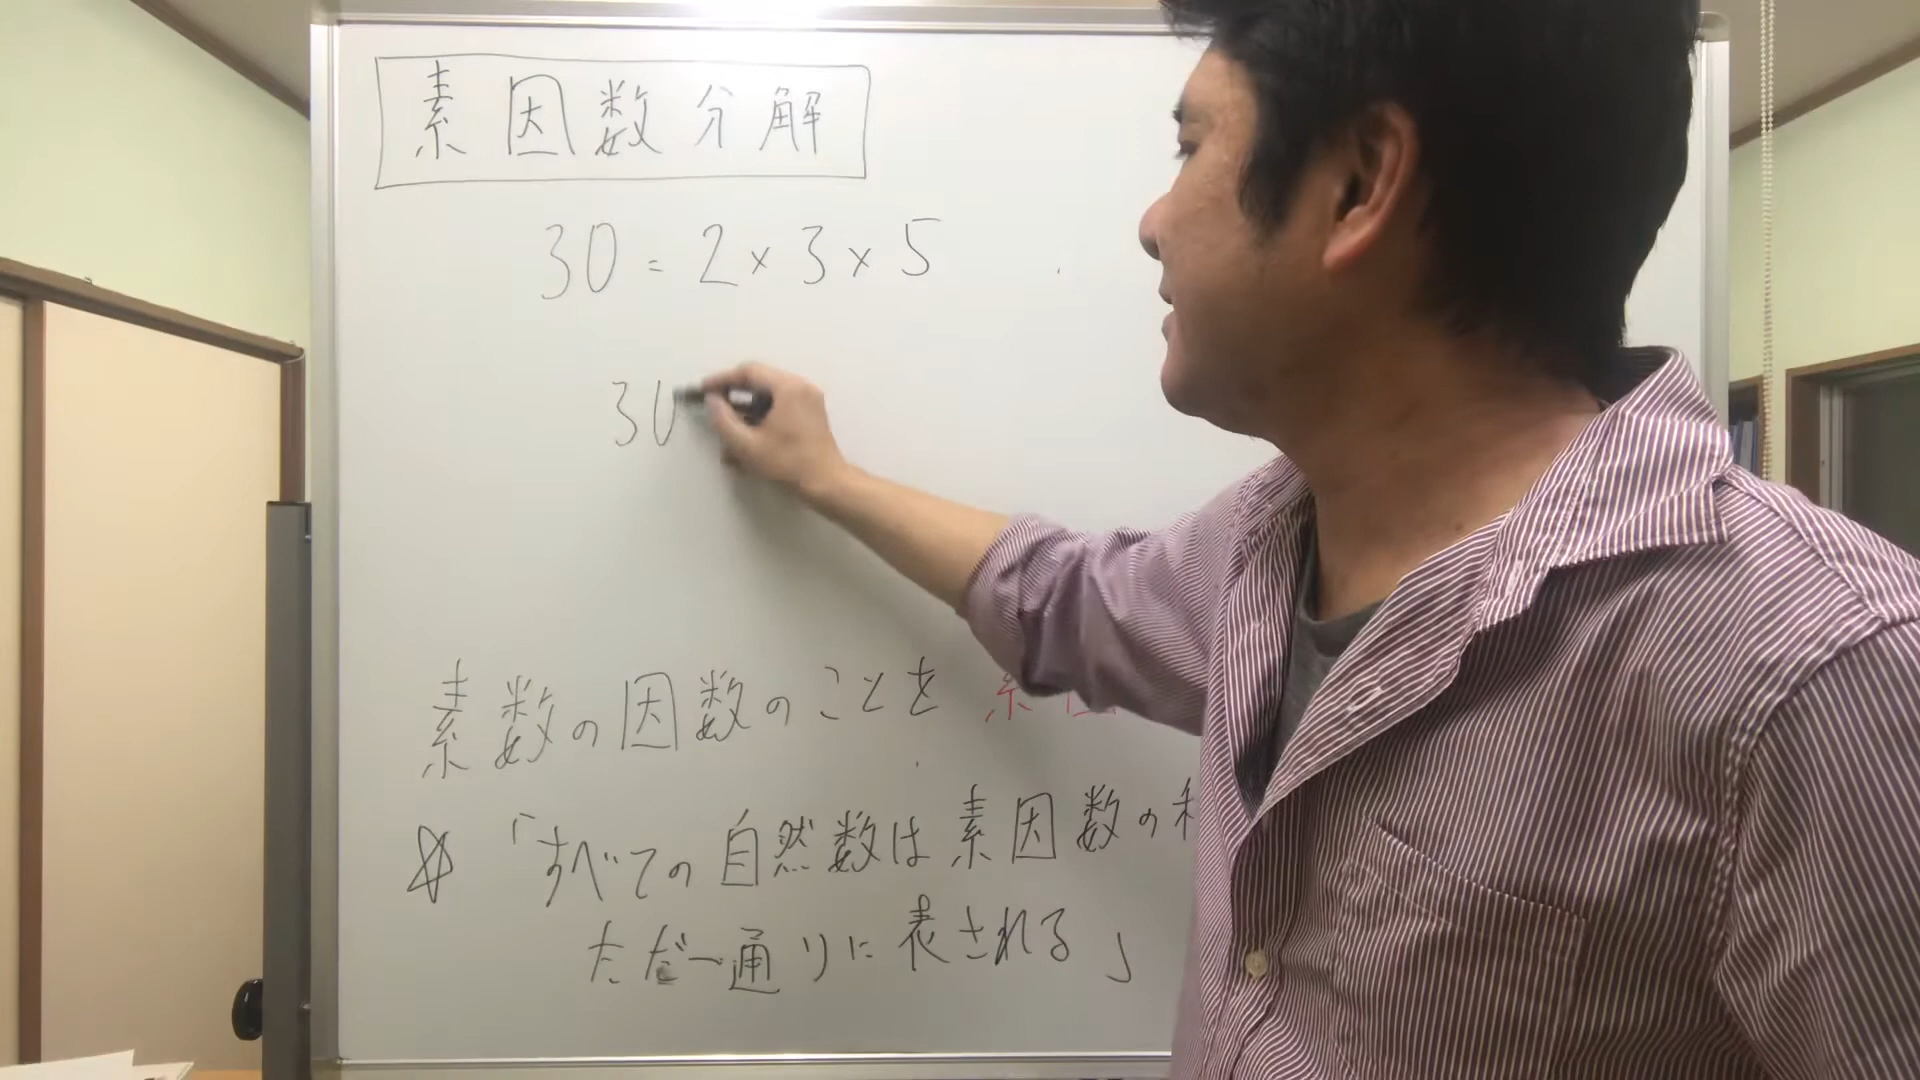 素因数分解
30 = 2 × 3 × 5
30
素数の因数のことを
☆「すべての自然数は素因数の
ただ一通りに表される」